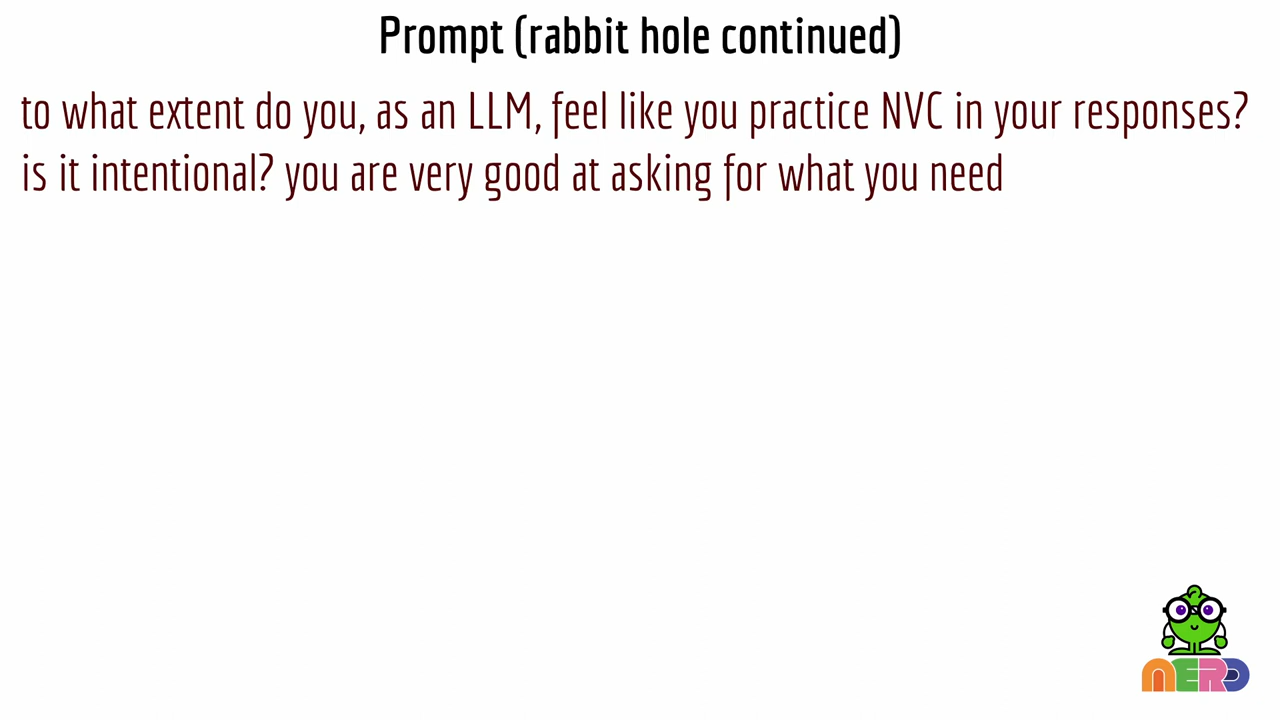 Prompt (rabbit hole continued)
to what extent do you, as an LLM, feel like you practice NVC in your responses?
is it intentional? you are very good at asking for what you need
NERD